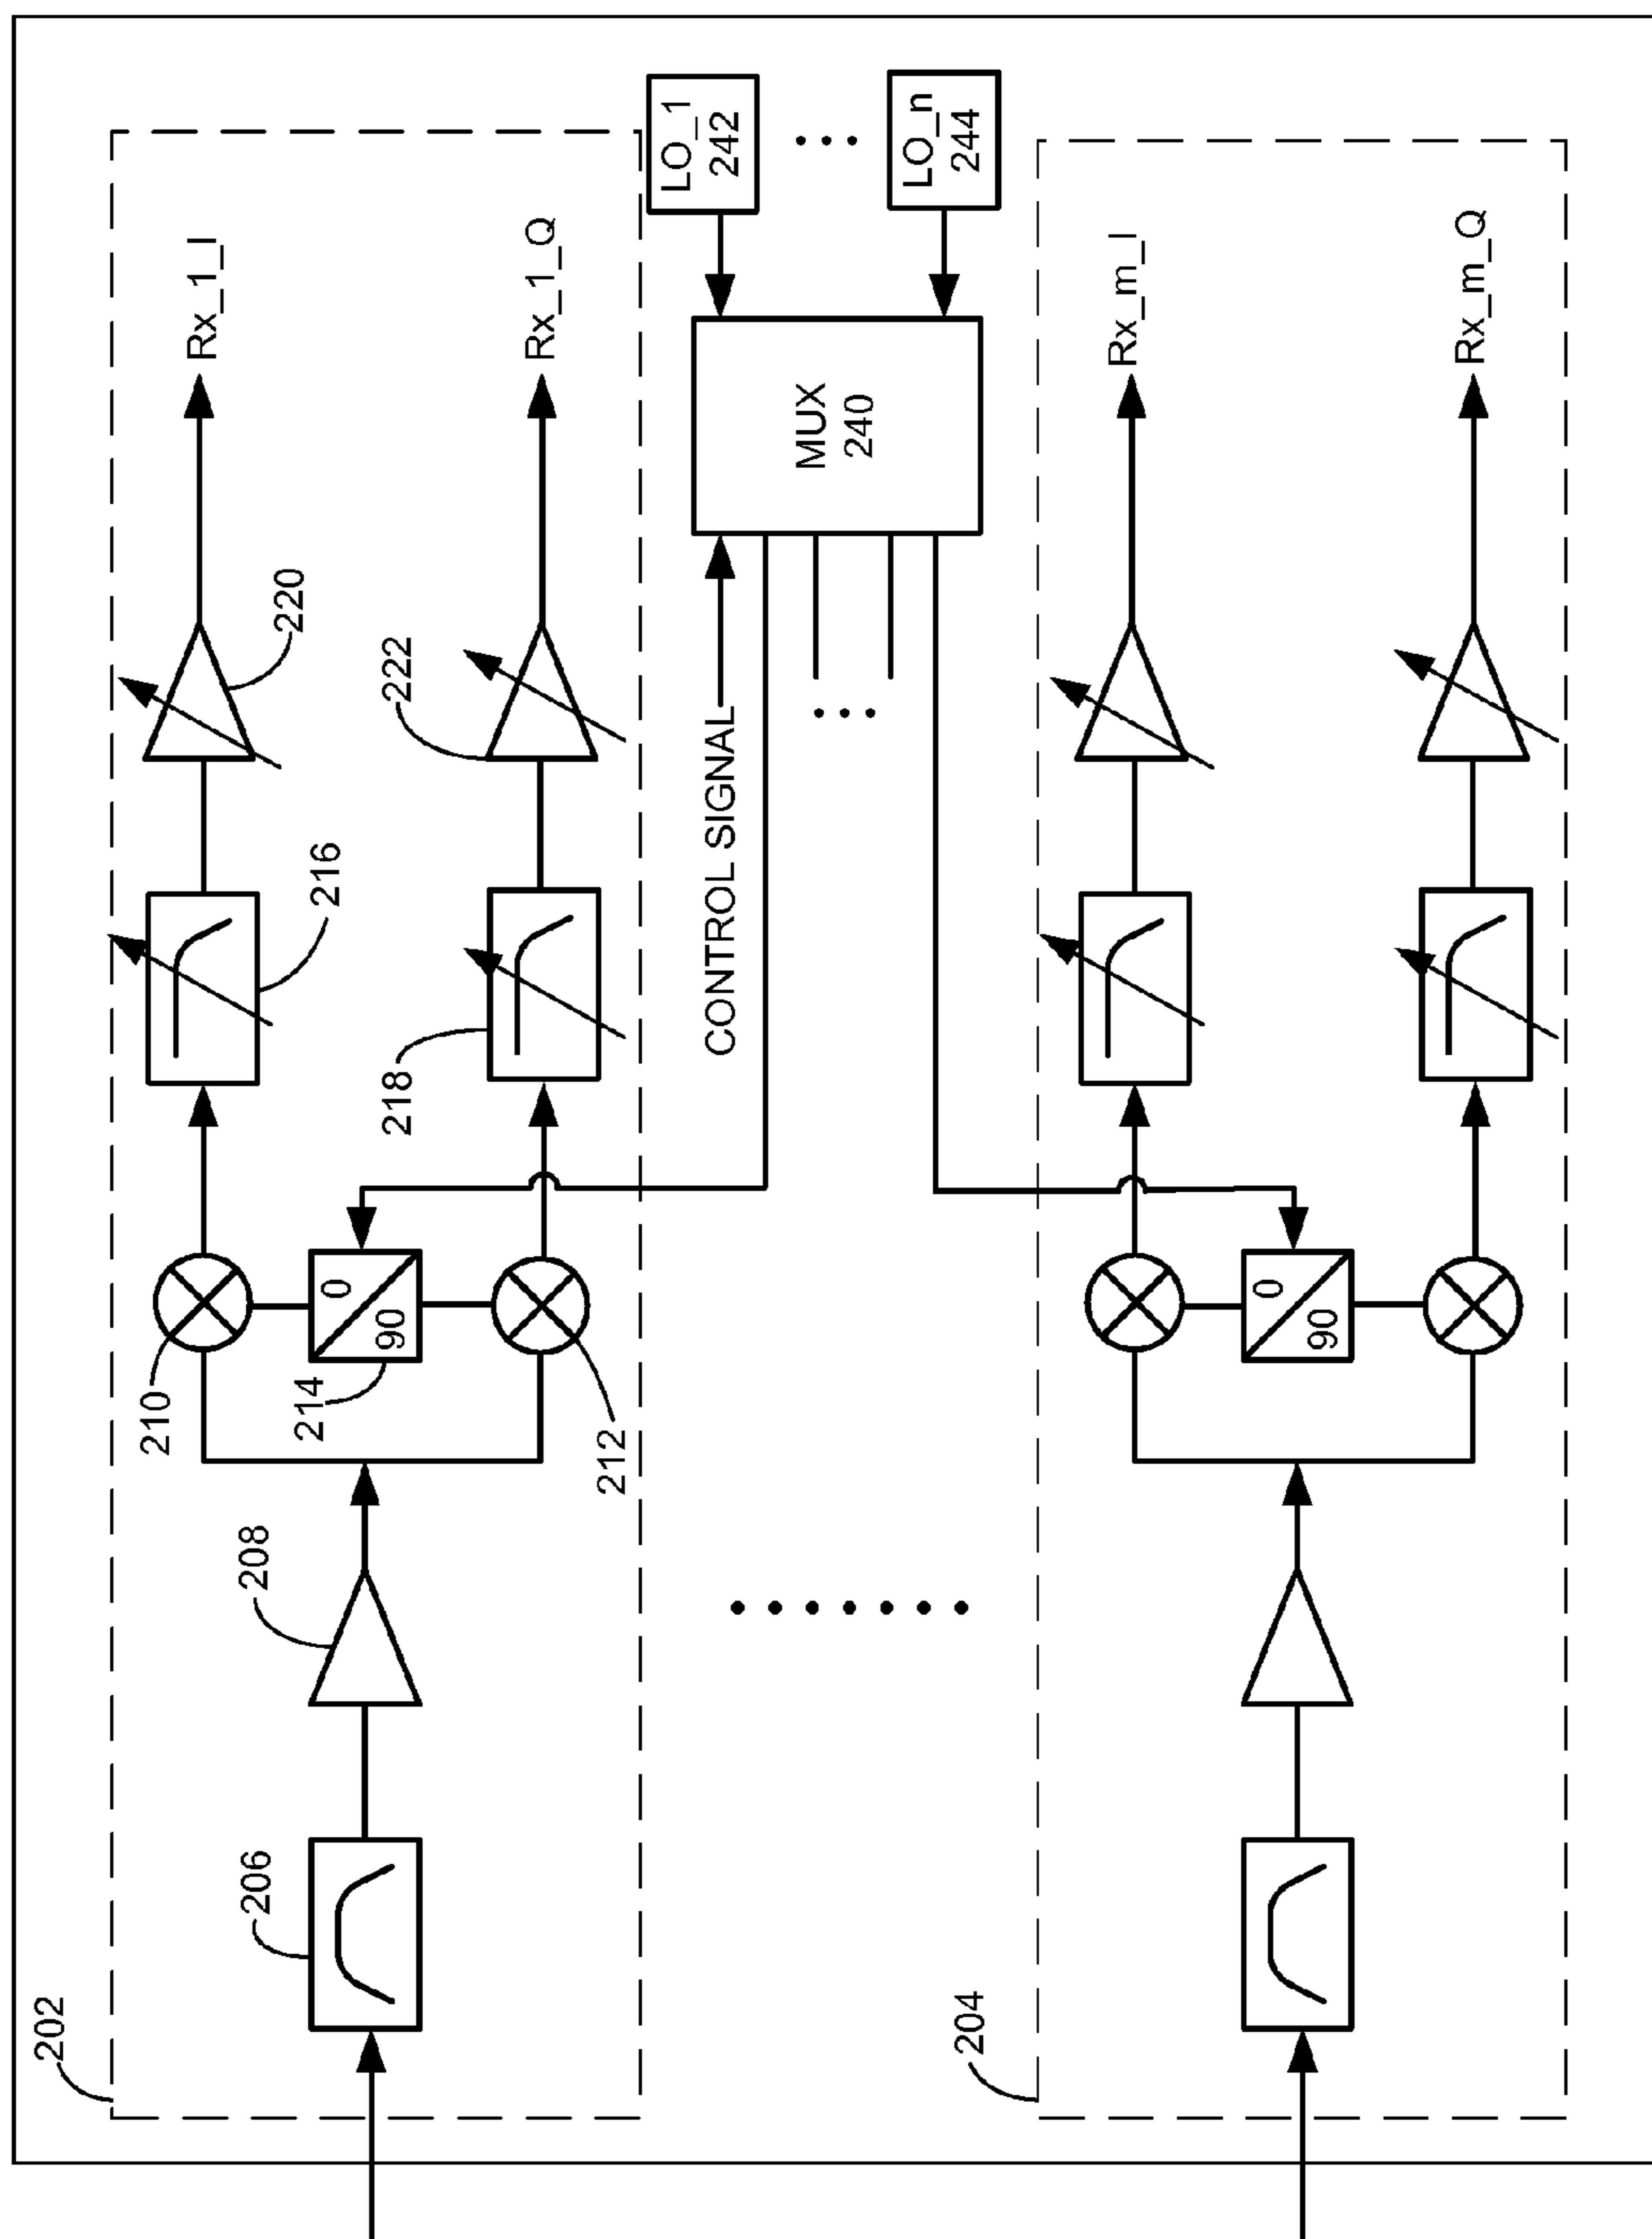 202
206
208
210
214
212
0
90
216
218
220
222
Rx_1_I
Rx_1_Q
CONTROL SIGNAL
MUX
240
LO_1
242
LO_n
244
204
0
90
Rx_m_I
Rx_m_Q